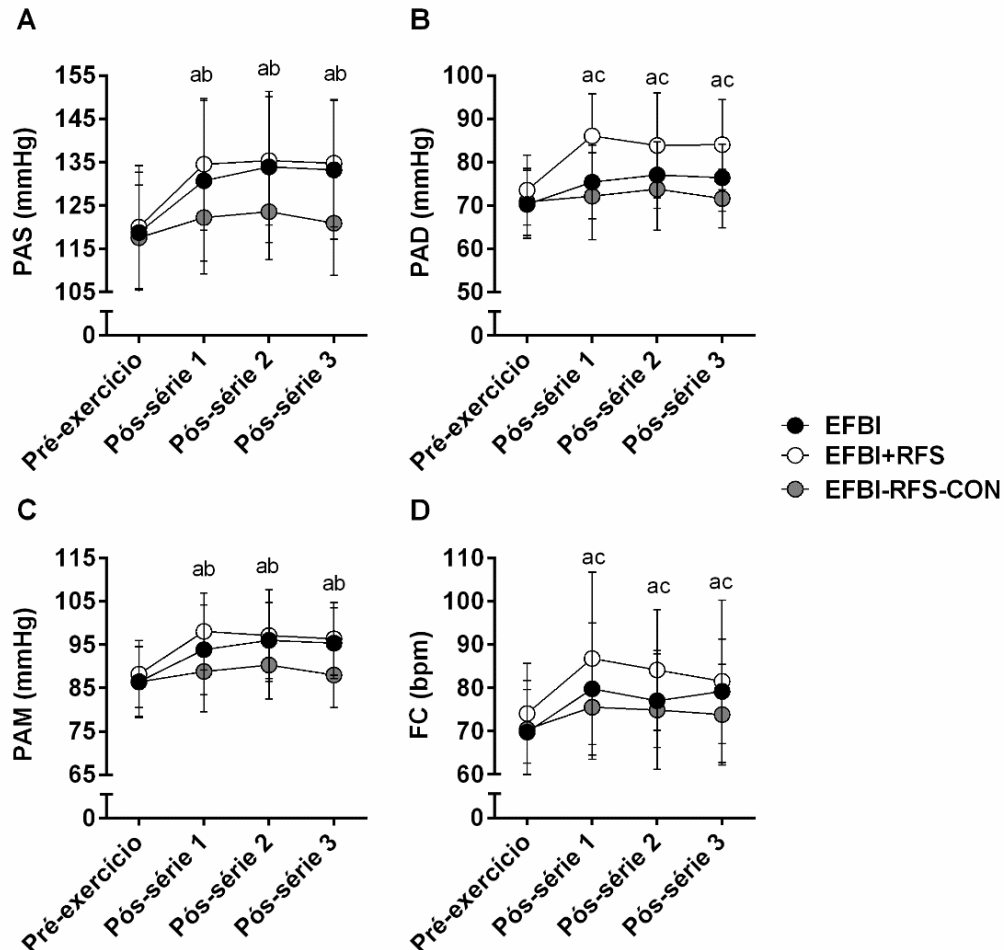 A
PAS (mmHg)
155
145
135
125
115
105
0
ab
ab
ab
Pré-exercício
Pós-série 1
Pós-série 2
Pós-série 3
B
PAD (mmHg)
100
90
80
70
60
50
0
ac
ac
ac
Pré-exercício
Pós-série 1
Pós-série 2
Pós-série 3
EFBI
EFBI+RFS
EFBI-RFS-CON
C
PAM (mmHg)
115
105
95
85
75
65
0
ab
ab
ab
Pré-exercício
Pós-série 1
Pós-série 2
Pós-série 3
D
FC (bpm)
110
100
90
80
70
60
0
ac
ac
ac
Pré-exercício
Pós-série 1
Pós-série 2
Pós-série 3